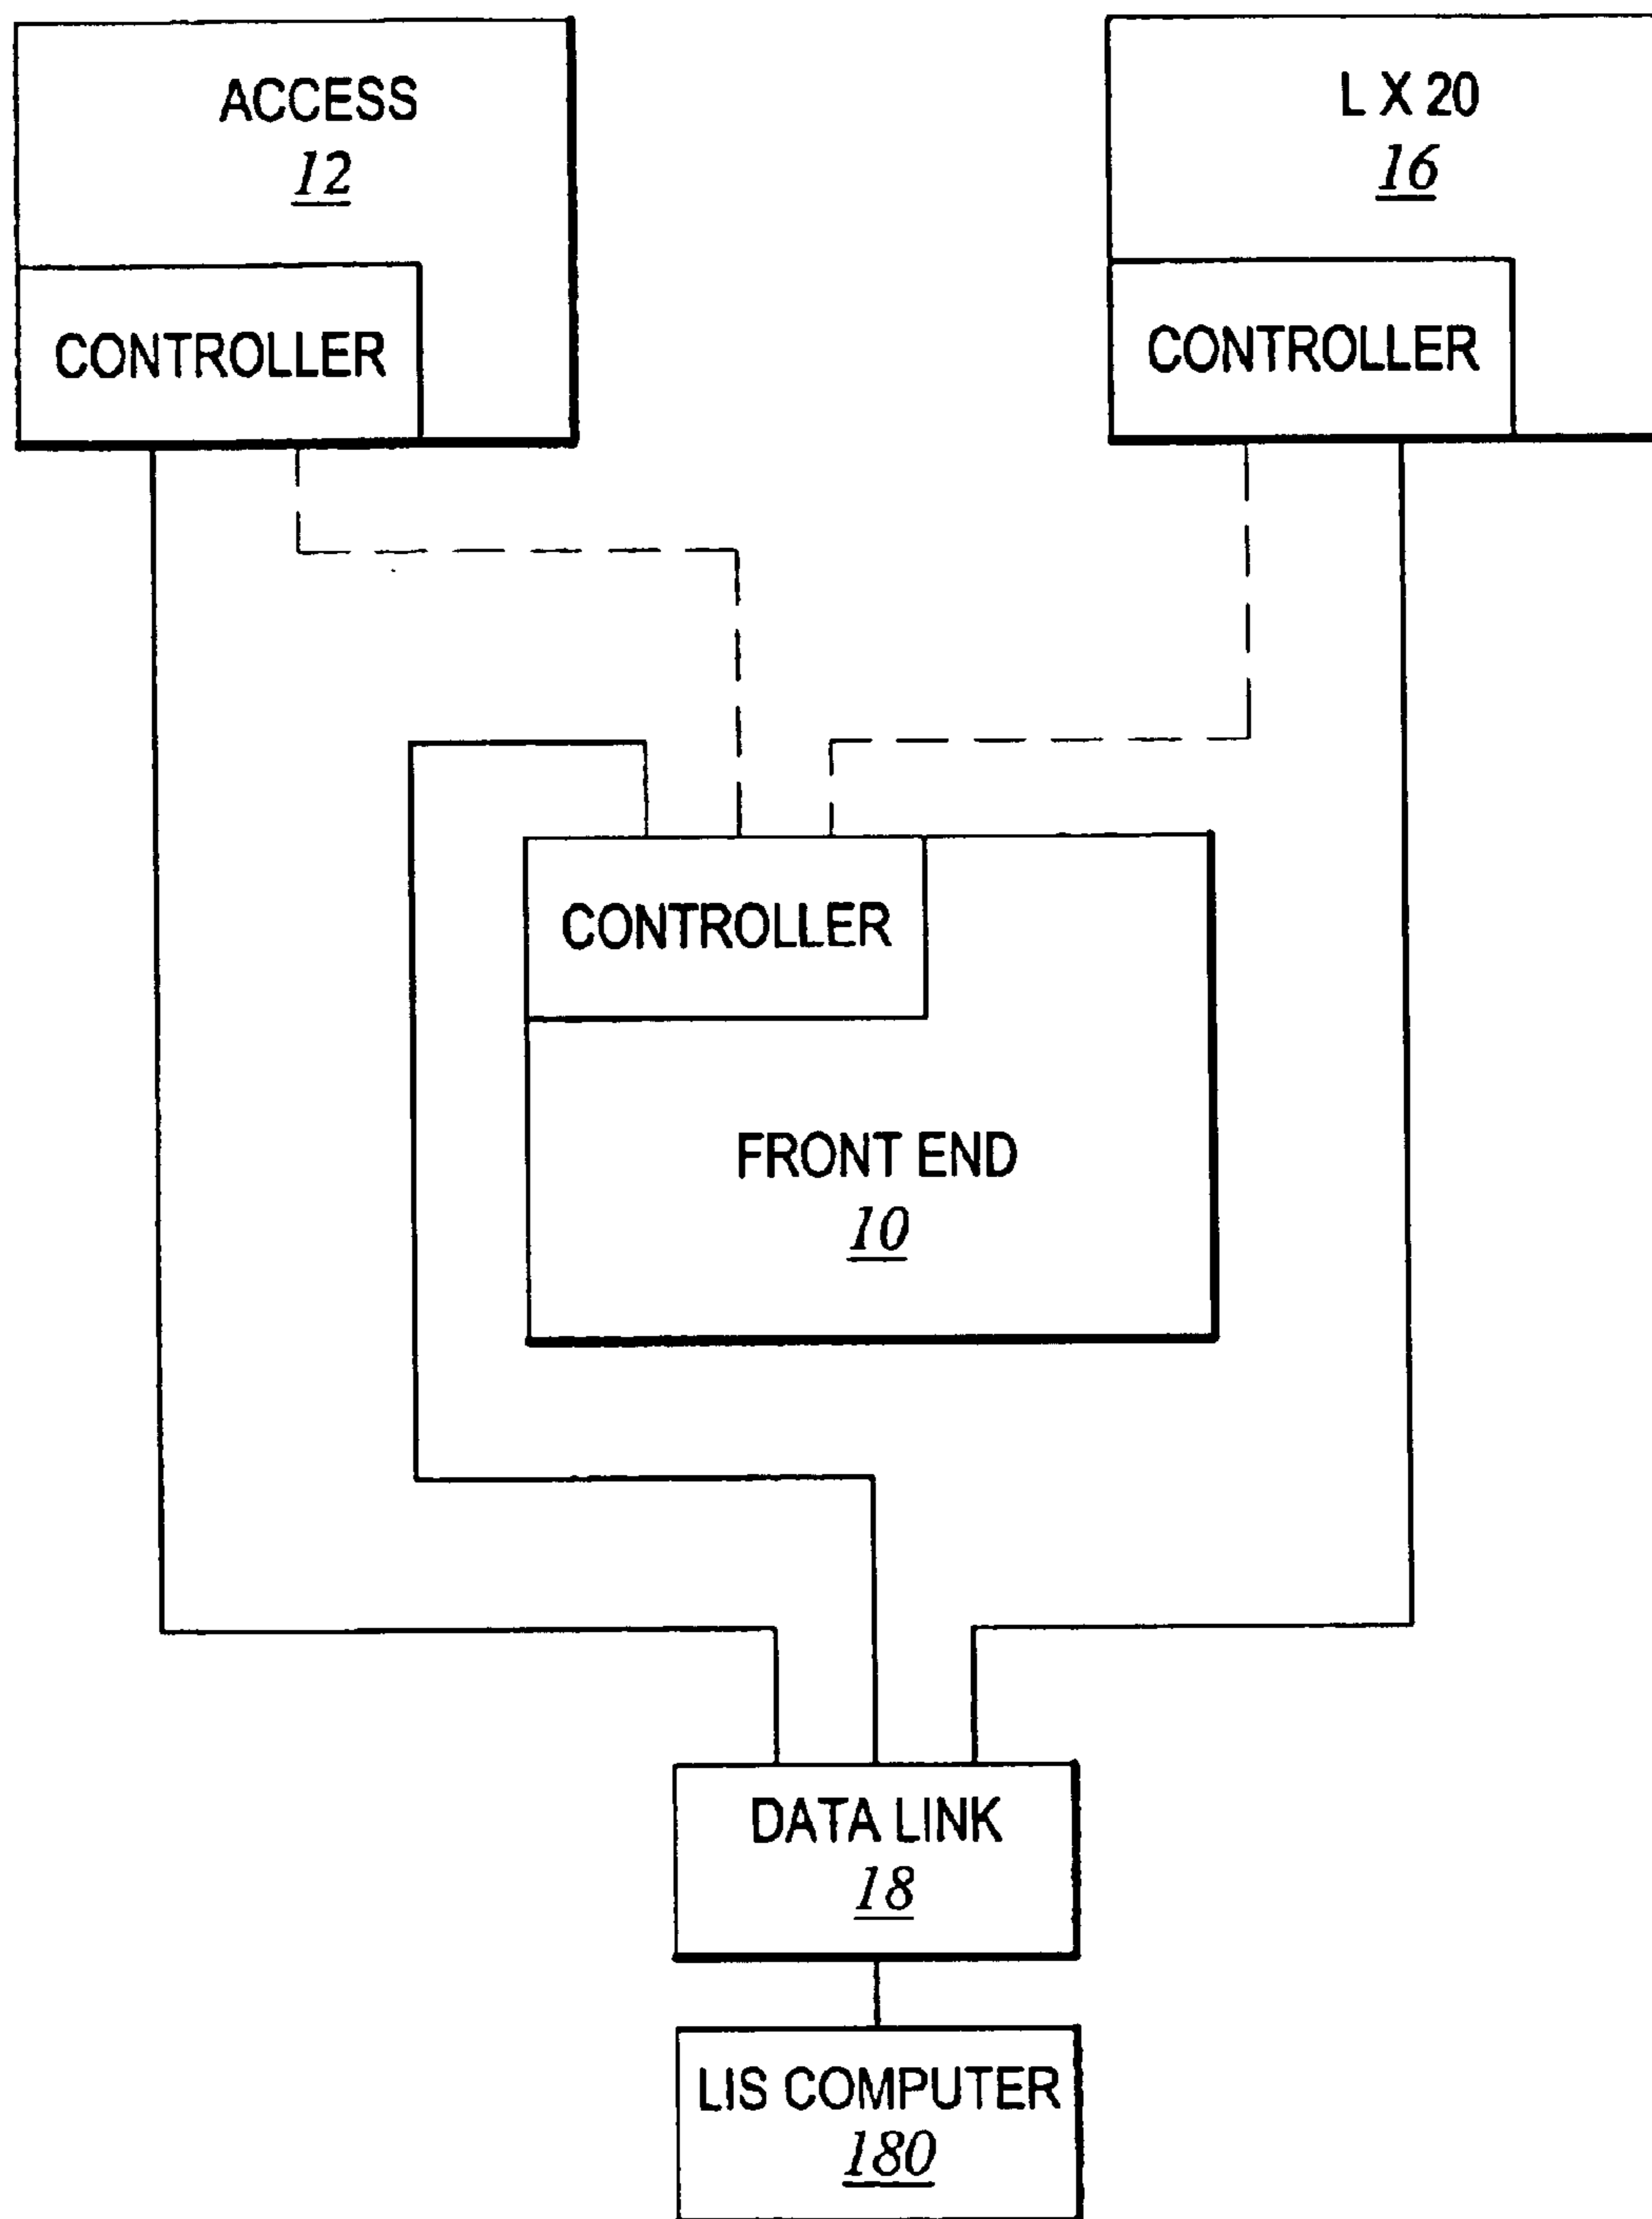 ACCESS
12
CONTROLLER
L X 20
16
CONTROLLER
CONTROLLER
FRONT END
10
DATA LINK
18
LIS COMPUTER
180